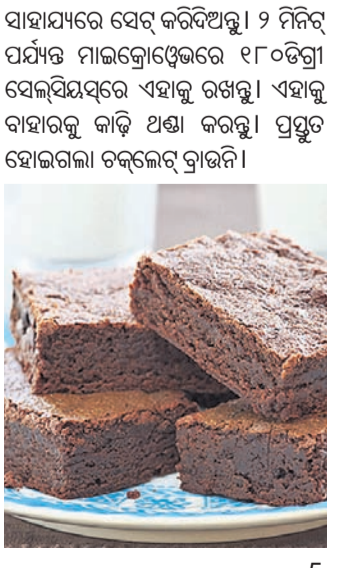 ସାହାଯ୍ୟରେ ସେଟ୍ କରିଦିଅନ୍ତୁ। ୨ ମିନିଟ୍
ପର୍ଯ୍ୟନ୍ତ ମାଇକ୍ରୋୱେଭରେ ୧୮୦ଡିଗ୍ରୀ
ସେଲ୍‌ସିୟସ୍‌ରେ ଏହାକୁ ରଖନ୍ତୁ। ଏହାକୁ
ବାହାରକୁ କାଢ଼ି ଥଣ୍ଡା କରନ୍ତୁ। ପ୍ରସ୍ତୁତ
ହୋଇଗଲା ଚକ୍‌ଲେଟ୍ ବ୍ରାଉନି।